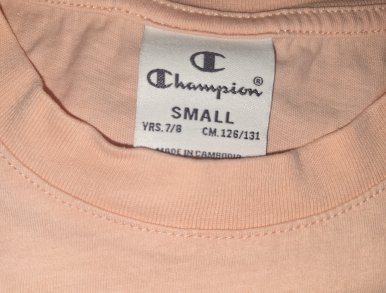 Champion®
SMALL
YRS. 7/8 CM. 126/131
MADE IN CAMBODIA